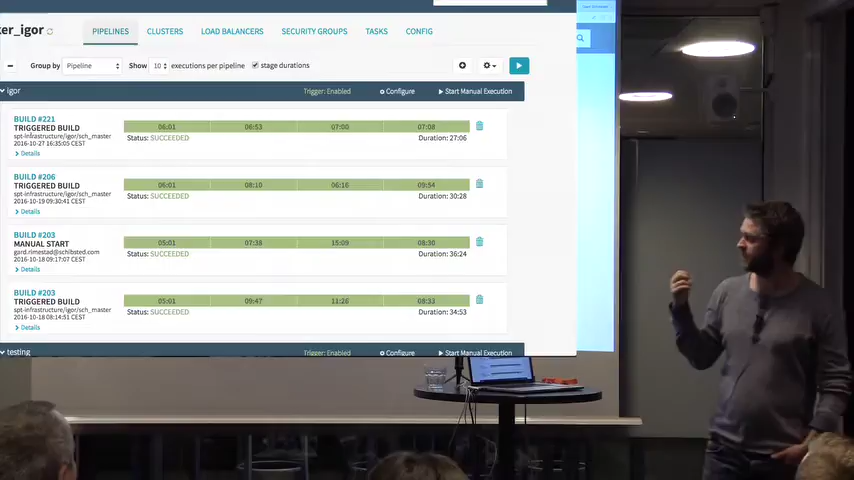 ker_igor
PIPELINES CLUSTERS LOAD BALANCERS SECURITY GROUPS TASKS CONFIG
Group by Pipeline Show 10 executions per pipeline stage durations
igor Trigger: Enabled Configure Start Manual Execution
BUILD #221
TRIGGERED BUILD
spt-infrastructure/igor/sch_master
2016-10-27 16:35:05 CEST
Details
06:01 06:53 07:00 07:08
Status: SUCCEEDED Duration: 27:06
BUILD #206
TRIGGERED BUILD
spt-infrastructure/igor/sch_master
2016-10-19 09:30:41 CEST
Details
06:01 08:10 06:16 09:54
Status: SUCCEEDED Duration: 30:28
BUILD #203
MANUAL START
gard.rimestad@schibsted.com
2016-10-18 09:17:07 CEST
Details
05:01 07:38 15:09 08:30
Status: SUCCEEDED Duration: 36:24
BUILD #203
TRIGGERED BUILD
spt-infrastructure/igor/sch_master
2016-10-18 08:14:51 CEST
Details
05:01 09:47 11:26 08:33
Status: SUCCEEDED Duration: 34:53
testing Trigger: Enabled Configure Start Manual Execution